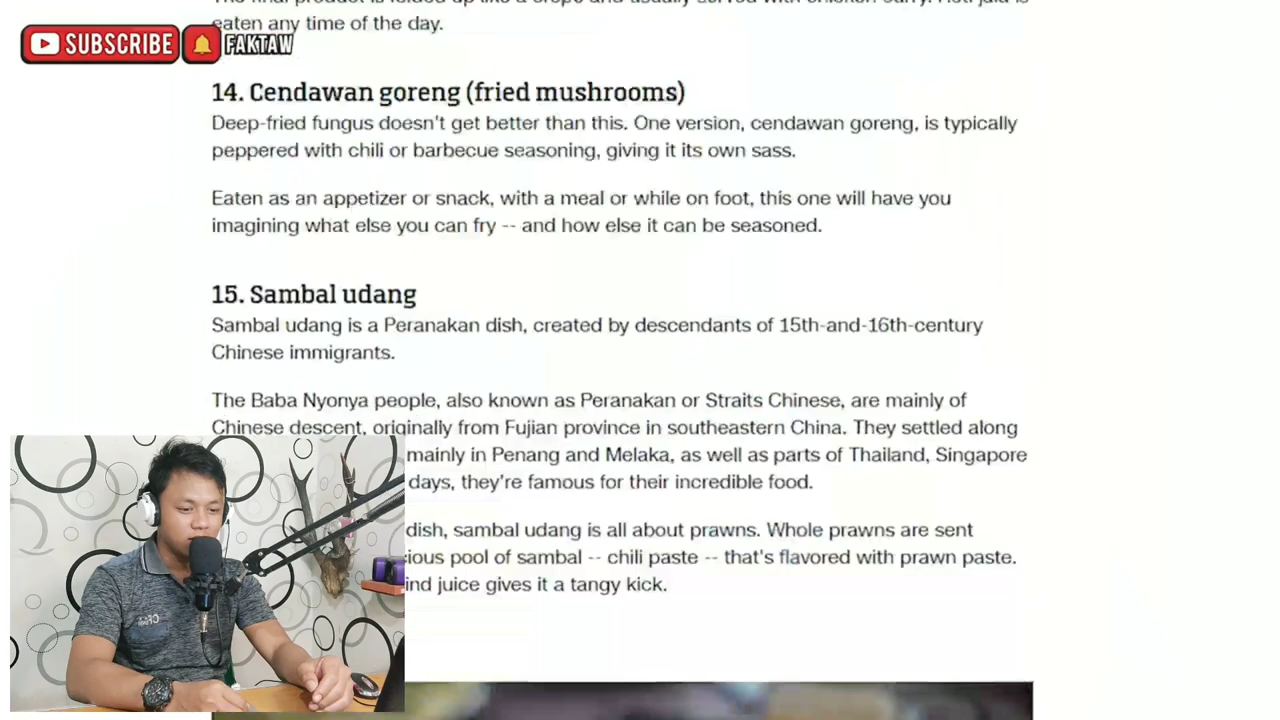 eaten any time of the day.
SUBSCRIBE
FAKTAW
14. Cendawan goreng (fried mushrooms)
Deep-fried fungus doesn't get better than this. One version, cendawan goreng, is typically
peppered with chili or barbecue seasoning, giving it its own sass.
Eaten as an appetizer or snack, with a meal or while on foot, this one will have you
imagining what else you can fry -- and how else it can be seasoned.
15. Sambal udang
Sambal udang is a Peranakan dish, created by descendants of 15th-and-16th-century
Chinese immigrants.
The Baba Nyonya people, also known as Peranakan or Straits Chinese, are mainly of
Chinese descent, originally from Fujian province in southeastern China. They settled along
mainly in Penang and Melaka, as well as parts of Thailand, Singapore
days, they're famous for their incredible food.
dish, sambal udang is all about prawns. Whole prawns are sent
pool of sambal -- chili paste -- that's flavored with prawn paste.
juice gives it a tangy kick.